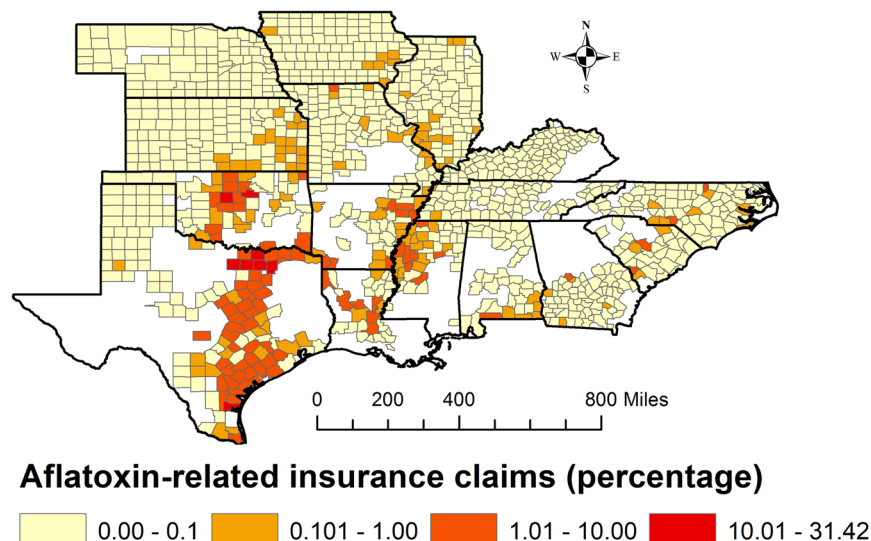 N
W E
S
0 200 400 800 Miles
Aflatoxin-related insurance claims (percentage)
0.00 - 0.1 0.101 - 1.00 1.01 - 10.00 10.01 - 31.42